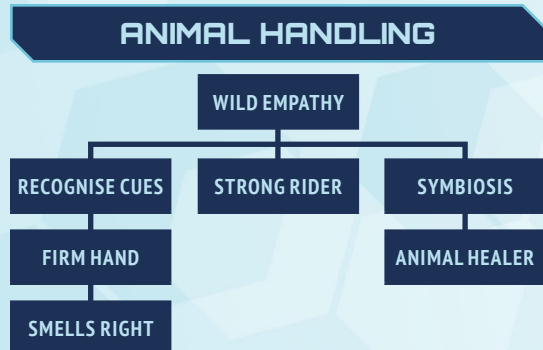 ANIMAL HANDLING
WILD EMPATHY
RECOGNISE CUES
STRONG RIDER
SYMBIOSIS
FIRM HAND
ANIMAL HEALER
SMELLS RIGHT